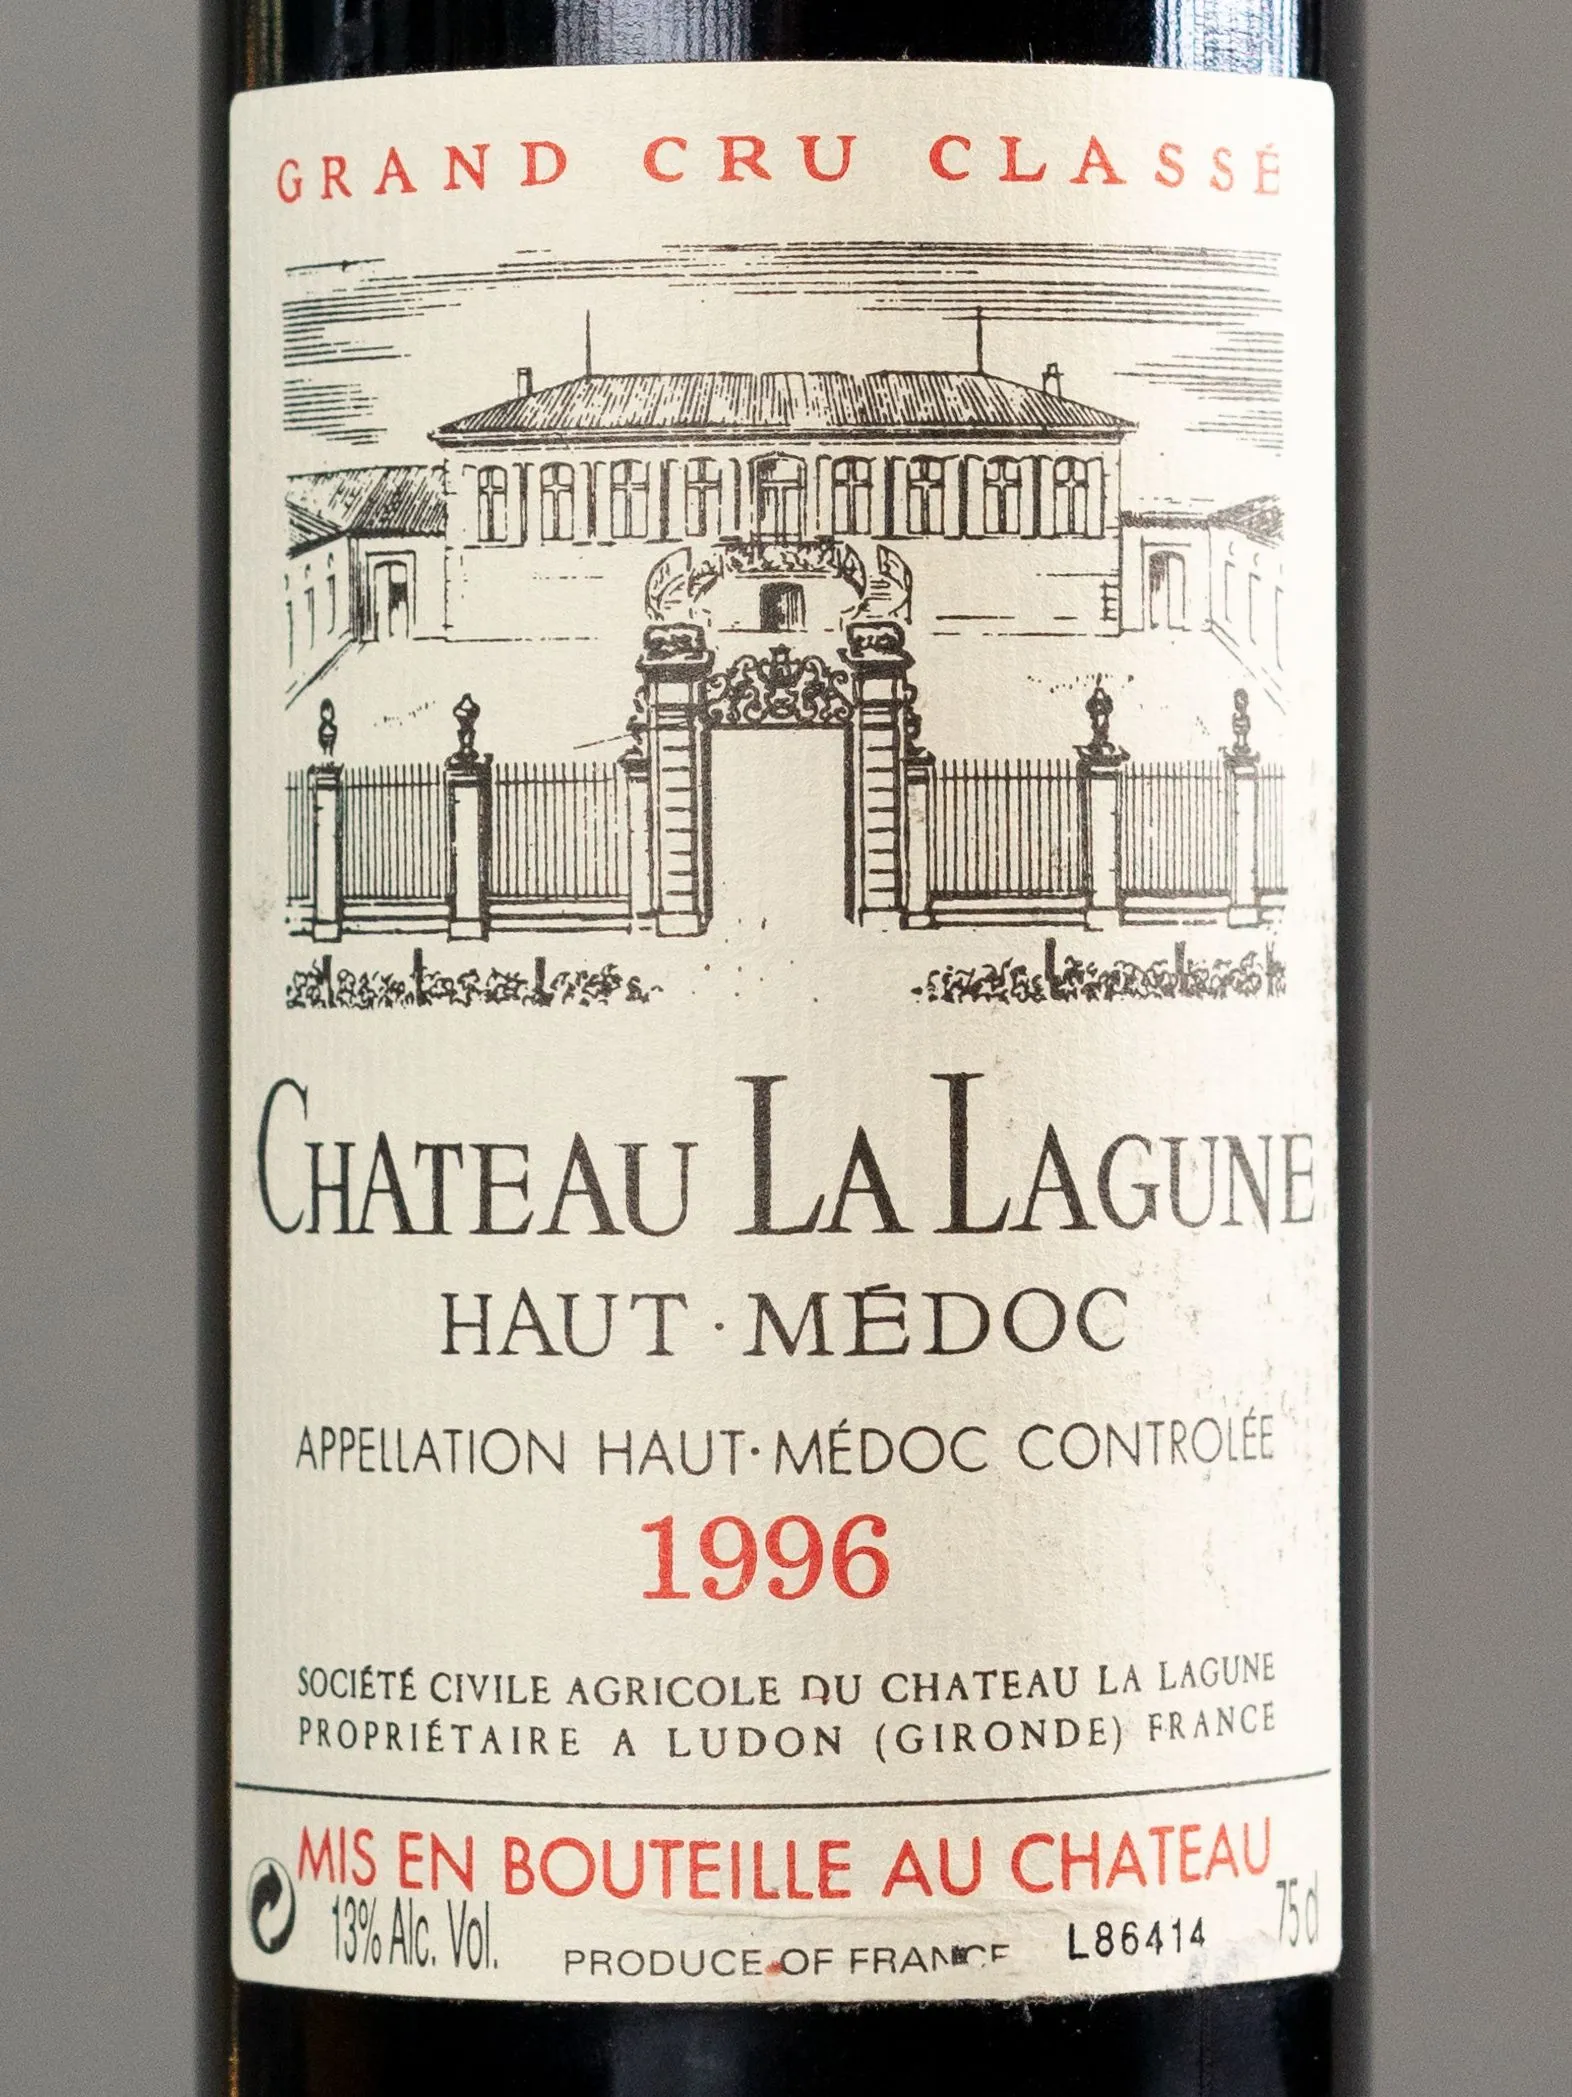 GRAND CRU CLASSÉ
CHATEAU LA LAGUNE
HAUT·MÉDOC
APPELLATION HAUT·MÉDOC CONTROLÉE
1996
SOCIÉTÉ CIVILE AGRICOLE DU CHATEAU LA LAGUNE
PROPRIÉTAIRE A LUDON (GIRONDE) FRANCE
MIS EN BOUTEILLE AU CHATEAU
13% Alc. Vol. PRODUCE OF FRANCE L86414 75 cl